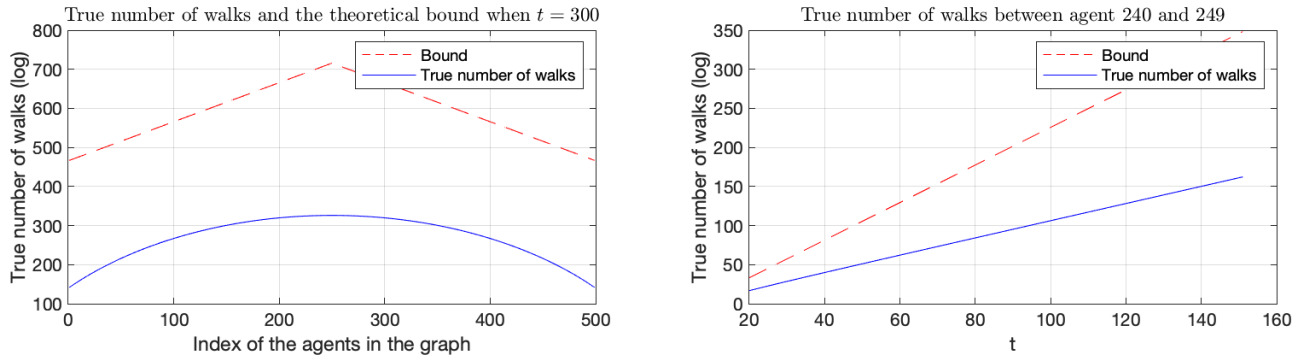 True number of walks and the theoretical bound when t = 300
800
700
600
500
400
300
200
100
True number of walks (log)
Bound
True number of walks
0 100 200 300 400 500
Index of the agents in the graph
True number of walks between agent 240 and 249
350
300
250
200
150
100
50
0
True number of walks (log)
Bound
True number of walks
20 40 60 80 100 120 140 160
t